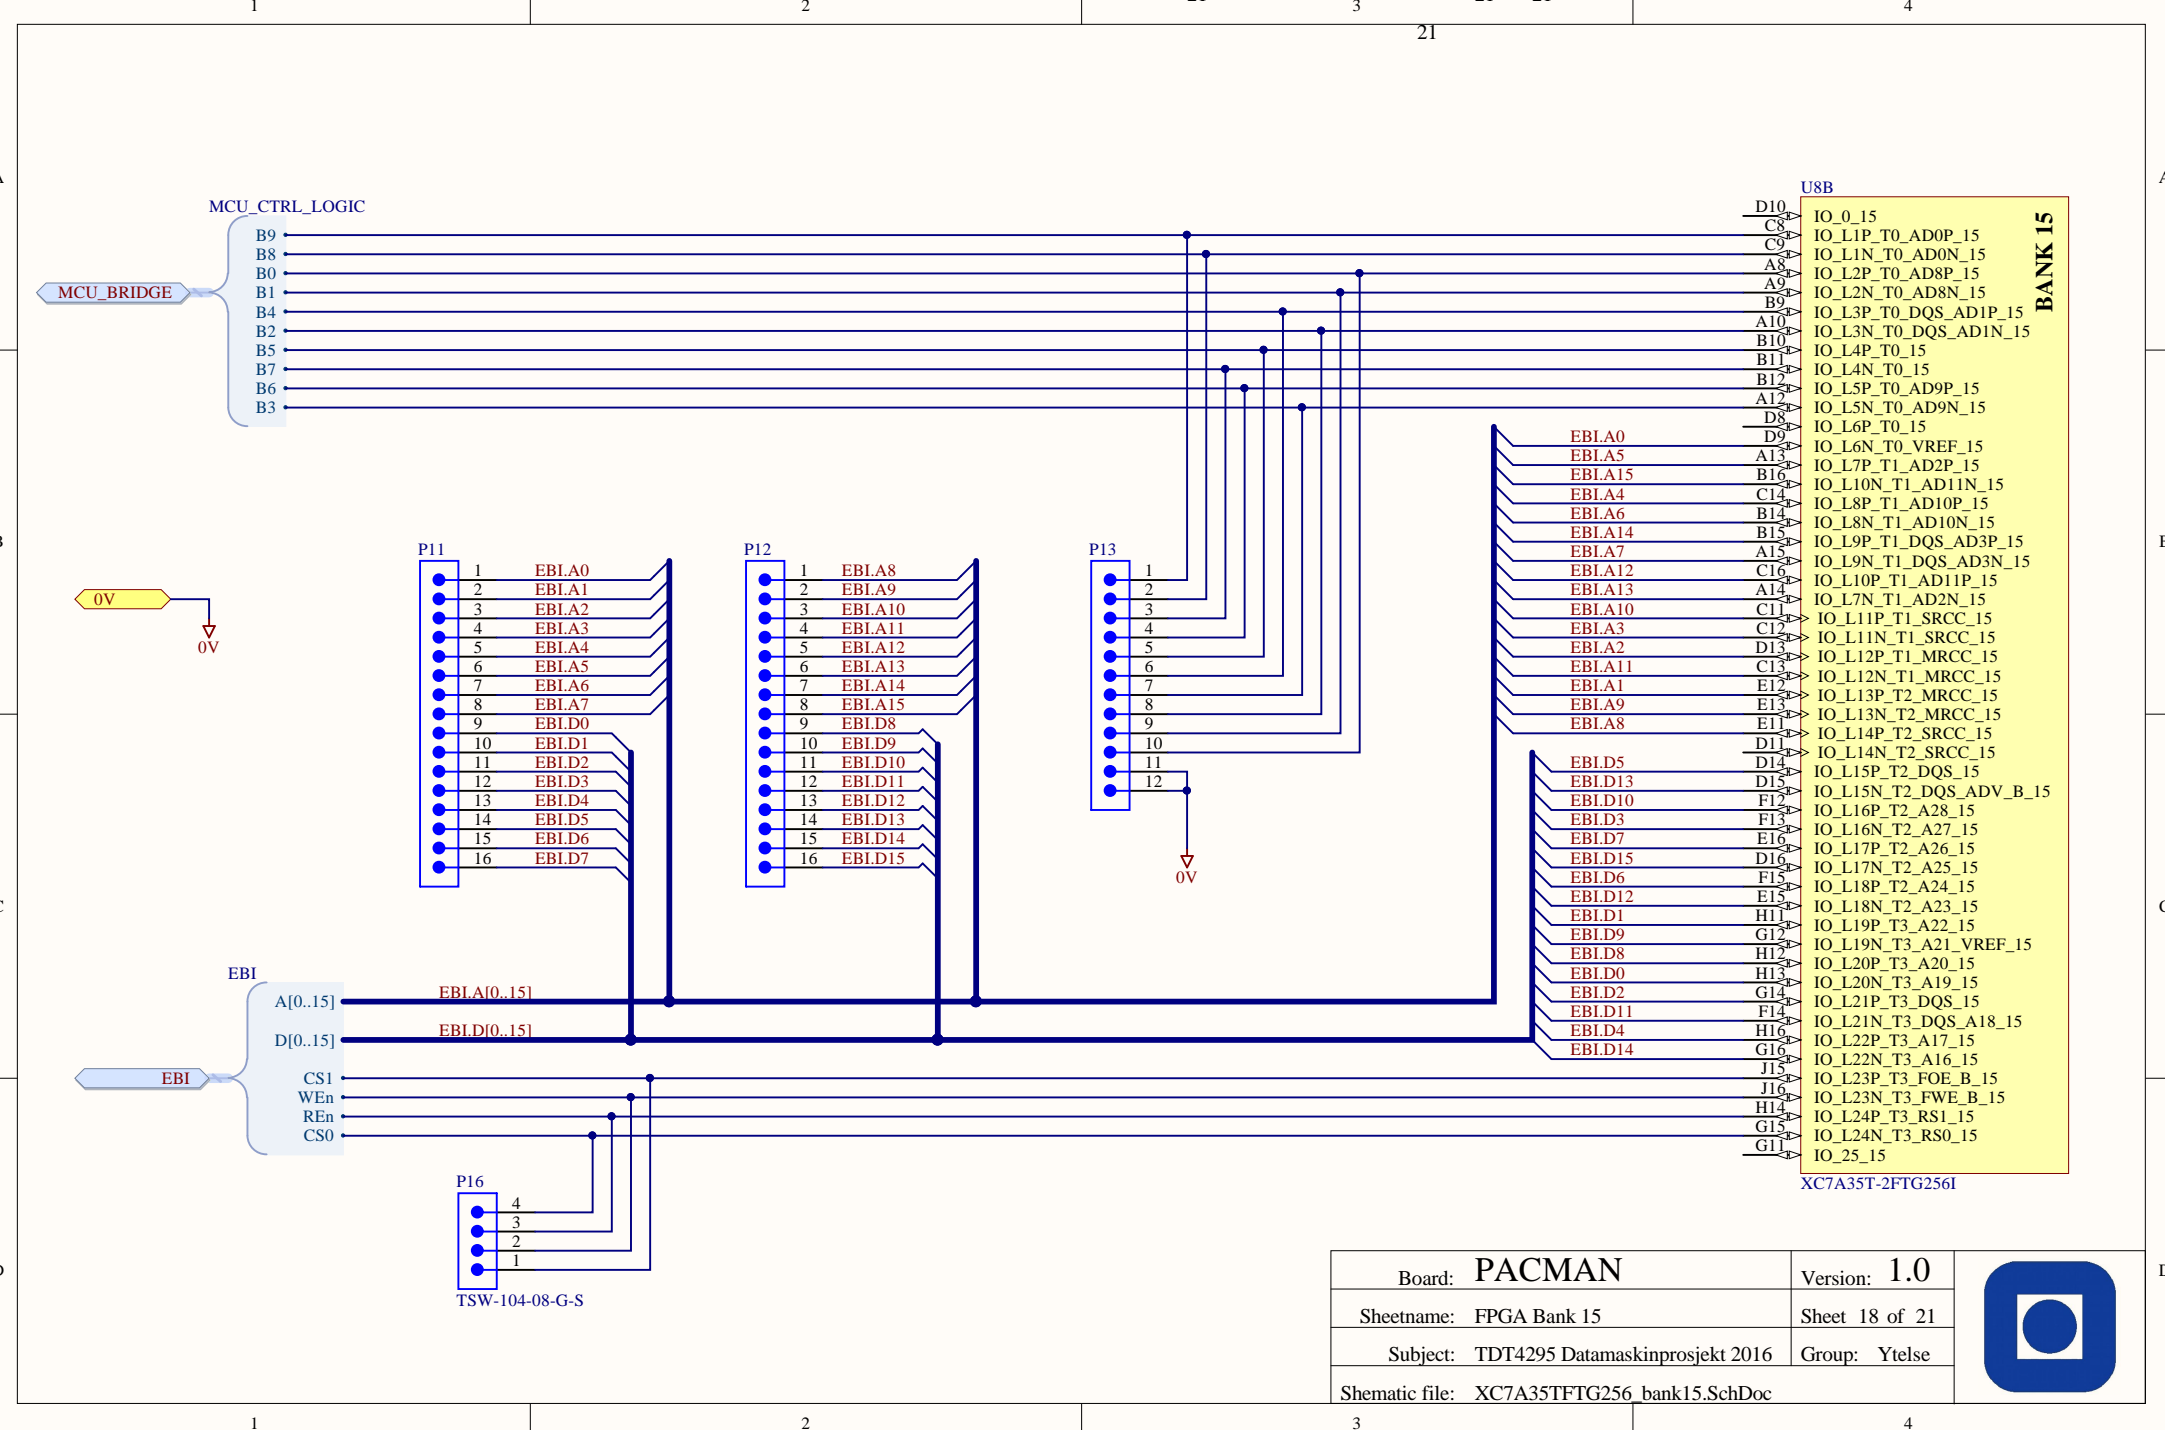 1
2
3
4
21
MCU_CTRL_LOGIC
B9
B8
B0
B1
B4
B2
B5
B7
B6
B3
MCU_BRIDGE
0V
0V
P11
1 EBI.A0
2 EBI.A1
3 EBI.A2
4 EBI.A3
5 EBI.A4
6 EBI.A5
7 EBI.A6
8 EBI.A7
9 EBI.D0
10 EBI.D1
11 EBI.D2
12 EBI.D3
13 EBI.D4
14 EBI.D5
15 EBI.D6
16 EBI.D7
P12
1 EBI.A8
2 EBI.A9
3 EBI.A10
4 EBI.A11
5 EBI.A12
6 EBI.A13
7 EBI.A14
8 EBI.A15
9 EBI.D8
10 EBI.D9
11 EBI.D10
12 EBI.D11
13 EBI.D12
14 EBI.D13
15 EBI.D14
16 EBI.D15
P13
1
2
3
4
5
6
7
8
9
10
11
12
0V
EBI
A[0..15] EBI.A[0..15]
D[0..15] EBI.D[0..15]
CS1
WEn
REn
CS0
EBI
P16
4
3
2
1
TSW-104-08-G-S
U8B
BANK 15
D10 IO_0_15
C8 IO_L1P_T0_AD0P_15
C9 IO_L1N_T0_AD0N_15
A8 IO_L2P_T0_AD8P_15
A9 IO_L2N_T0_AD8N_15
B9 IO_L3P_T0_DQS_AD1P_15
A10 IO_L3N_T0_DQS_AD1N_15
B10 IO_L4P_T0_15
B11 IO_L4N_T0_15
B12 IO_L5P_T0_AD9P_15
A12 IO_L5N_T0_AD9N_15
D8 IO_L6P_T0_15
EBI.A0 D9 IO_L6N_T0_VREF_15
EBI.A5 A13 IO_L7P_T1_AD2P_15
EBI.A15 B16 IO_L10N_T1_AD11N_15
EBI.A4 C14 IO_L8P_T1_AD10P_15
EBI.A6 B14 IO_L8N_T1_AD10N_15
EBI.A14 B15 IO_L9P_T1_DQS_AD3P_15
EBI.A7 A15 IO_L9N_T1_DQS_AD3N_15
EBI.A12 C16 IO_L10P_T1_AD11P_15
EBI.A13 A14 IO_L7N_T1_AD2N_15
EBI.A10 C11 IO_L11P_T1_SRCC_15
EBI.A3 C12 IO_L11N_T1_SRCC_15
EBI.A2 D13 IO_L12P_T1_MRCC_15
EBI.A11 C13 IO_L12N_T1_MRCC_15
EBI.A1 E12 IO_L13P_T2_MRCC_15
EBI.A9 E13 IO_L13N_T2_MRCC_15
EBI.A8 E11 IO_L14P_T2_SRCC_15
D11 IO_L14N_T2_SRCC_15
EBI.D5 D14 IO_L15P_T2_DQS_15
EBI.D13 D15 IO_L15N_T2_DQS_ADV_B_15
EBI.D10 F12 IO_L16P_T2_A28_15
EBI.D3 F13 IO_L16N_T2_A27_15
EBI.D7 E16 IO_L17P_T2_A26_15
EBI.D15 D16 IO_L17N_T2_A25_15
EBI.D6 F15 IO_L18P_T2_A24_15
EBI.D12 E15 IO_L18N_T2_A23_15
EBI.D1 H11 IO_L19P_T3_A22_15
EBI.D9 G12 IO_L19N_T3_A21_VREF_15
EBI.D8 H12 IO_L20P_T3_A20_15
EBI.D0 H13 IO_L20N_T3_A19_15
EBI.D2 G14 IO_L21P_T3_DQS_15
EBI.D11 F14 IO_L21N_T3_DQS_A18_15
EBI.D4 H16 IO_L22P_T3_A17_15
EBI.D14 G16 IO_L22N_T3_A16_15
J15 IO_L23P_T3_FOE_B_15
J16 IO_L23N_T3_FWE_B_15
H14 IO_L24P_T3_RS1_15
G15 IO_L24N_T3_RS0_15
G11 IO_25_15
XC7A35T-2FTG256I
Board: PACMAN Version: 1.0
Sheetname: FPGA Bank 15 Sheet 18 of 21
Subject: TDT4295 Datamaskinprosjekt 2016 Group: Ytelse
Shematic file: XC7A35TFTG256_bank15.SchDoc
1
2
3
4